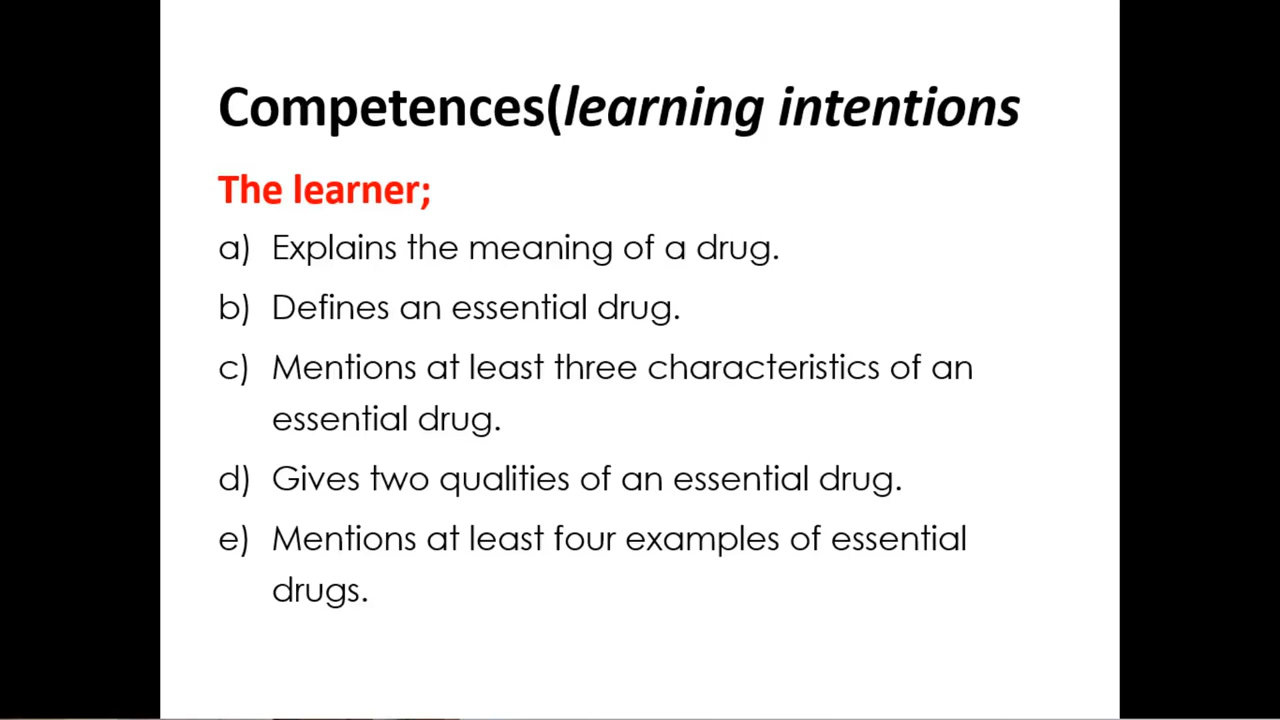 Competences(learning intentions
The learner;
a) Explains the meaning of a drug.
b) Defines an essential drug.
c) Mentions at least three characteristics of an
essential drug.
d) Gives two qualities of an essential drug.
e) Mentions at least four examples of essential
drugs.